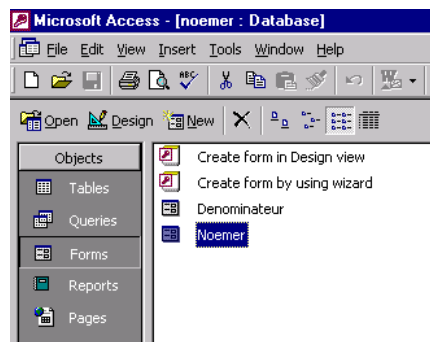 Microsoft Access - [noemer : Database]
File Edit View Insert Tools Window Help
Open Design New
Objects
Tables
Queries
Forms
Reports
Pages
Create form in Design view
Create form by using wizard
Denominateur
Noemer